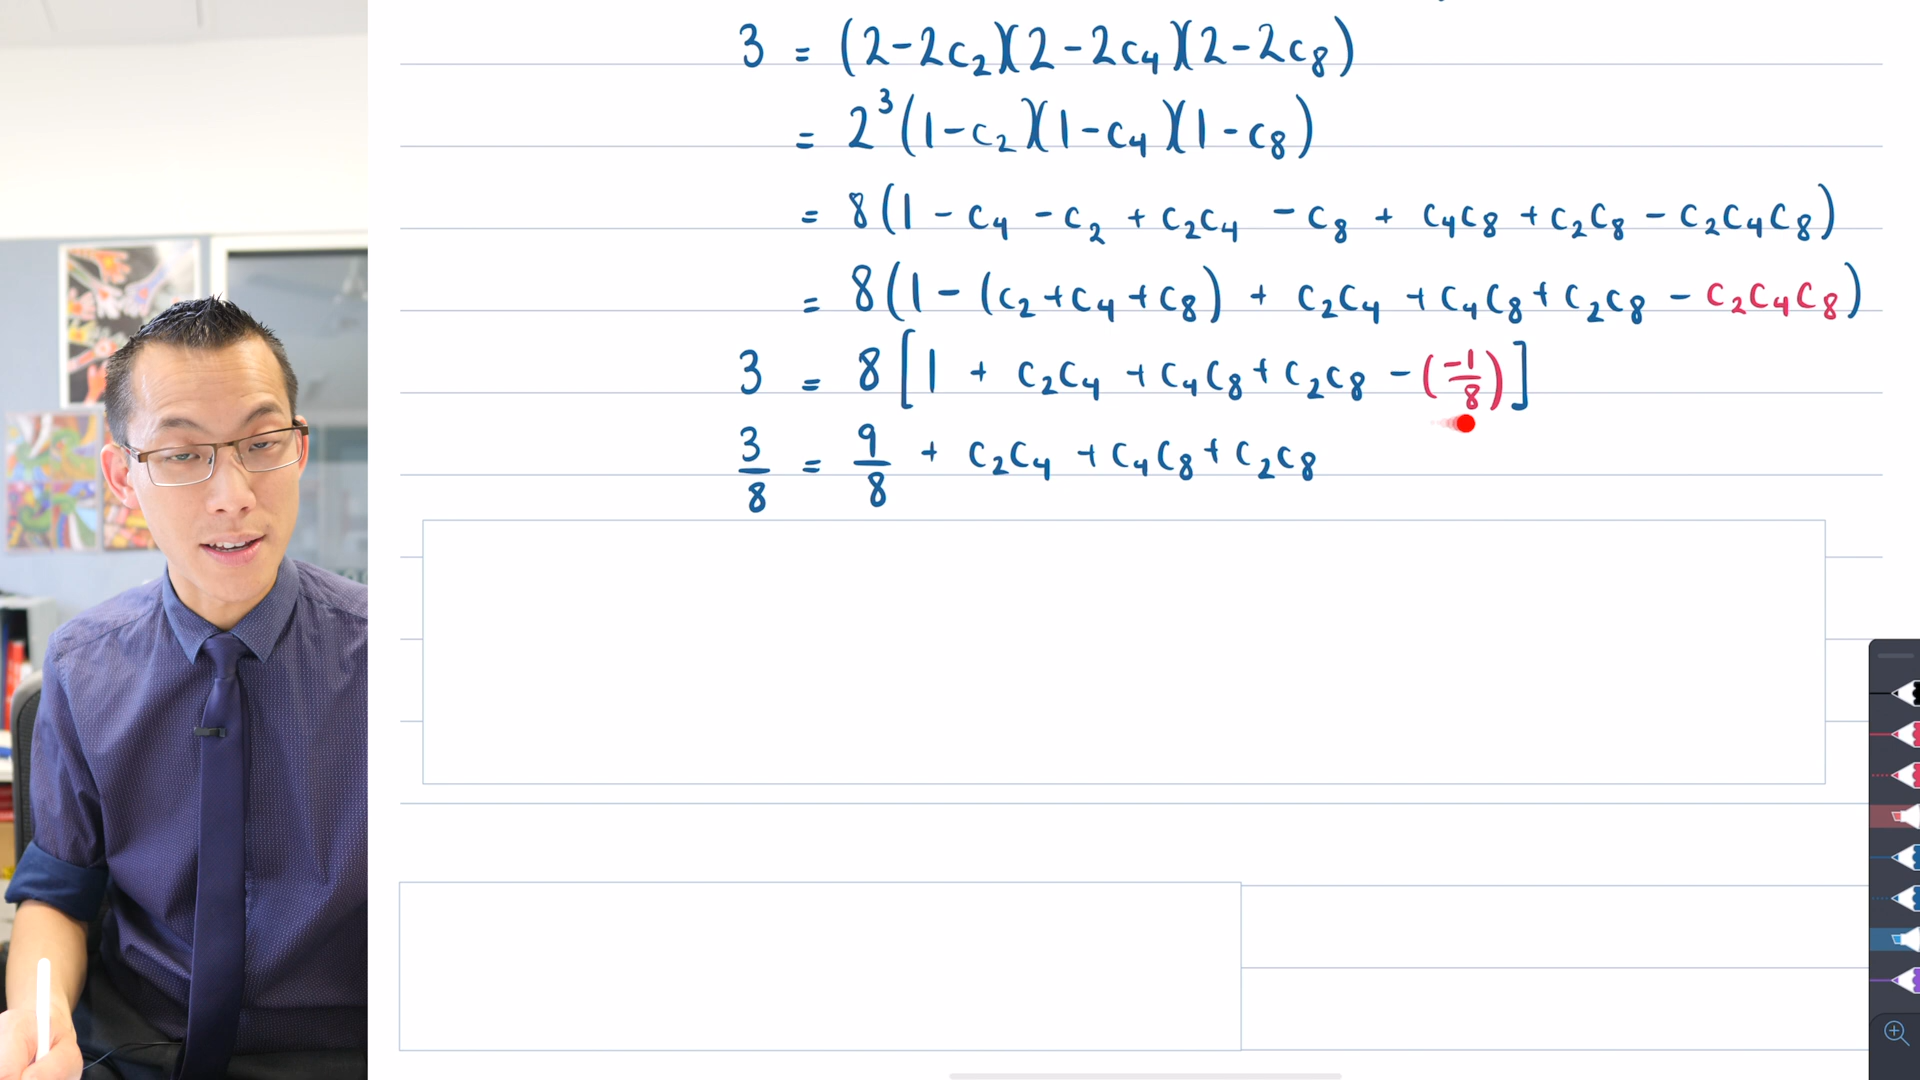 3 = (2-2c₂)(2-2c₄)(2-2c₈)
= 2³(1-c₂)(1-c₄)(1-c₈)
= 8(1 - c₄ - c₂ + c₂c₄ - c₈ + c₄c₈ + c₂c₈ - c₂c₄c₈)
= 8(1 - (c₂+c₄+c₈) + c₂c₄ + c₄c₈ + c₂c₈ - c₂c₄c₈)
3 = 8[1 + c₂c₄ + c₄c₈ + c₂c₈ - (-1/8)]
3/8 = 9/8 + c₂c₄ + c₄c₈ + c₂c₈